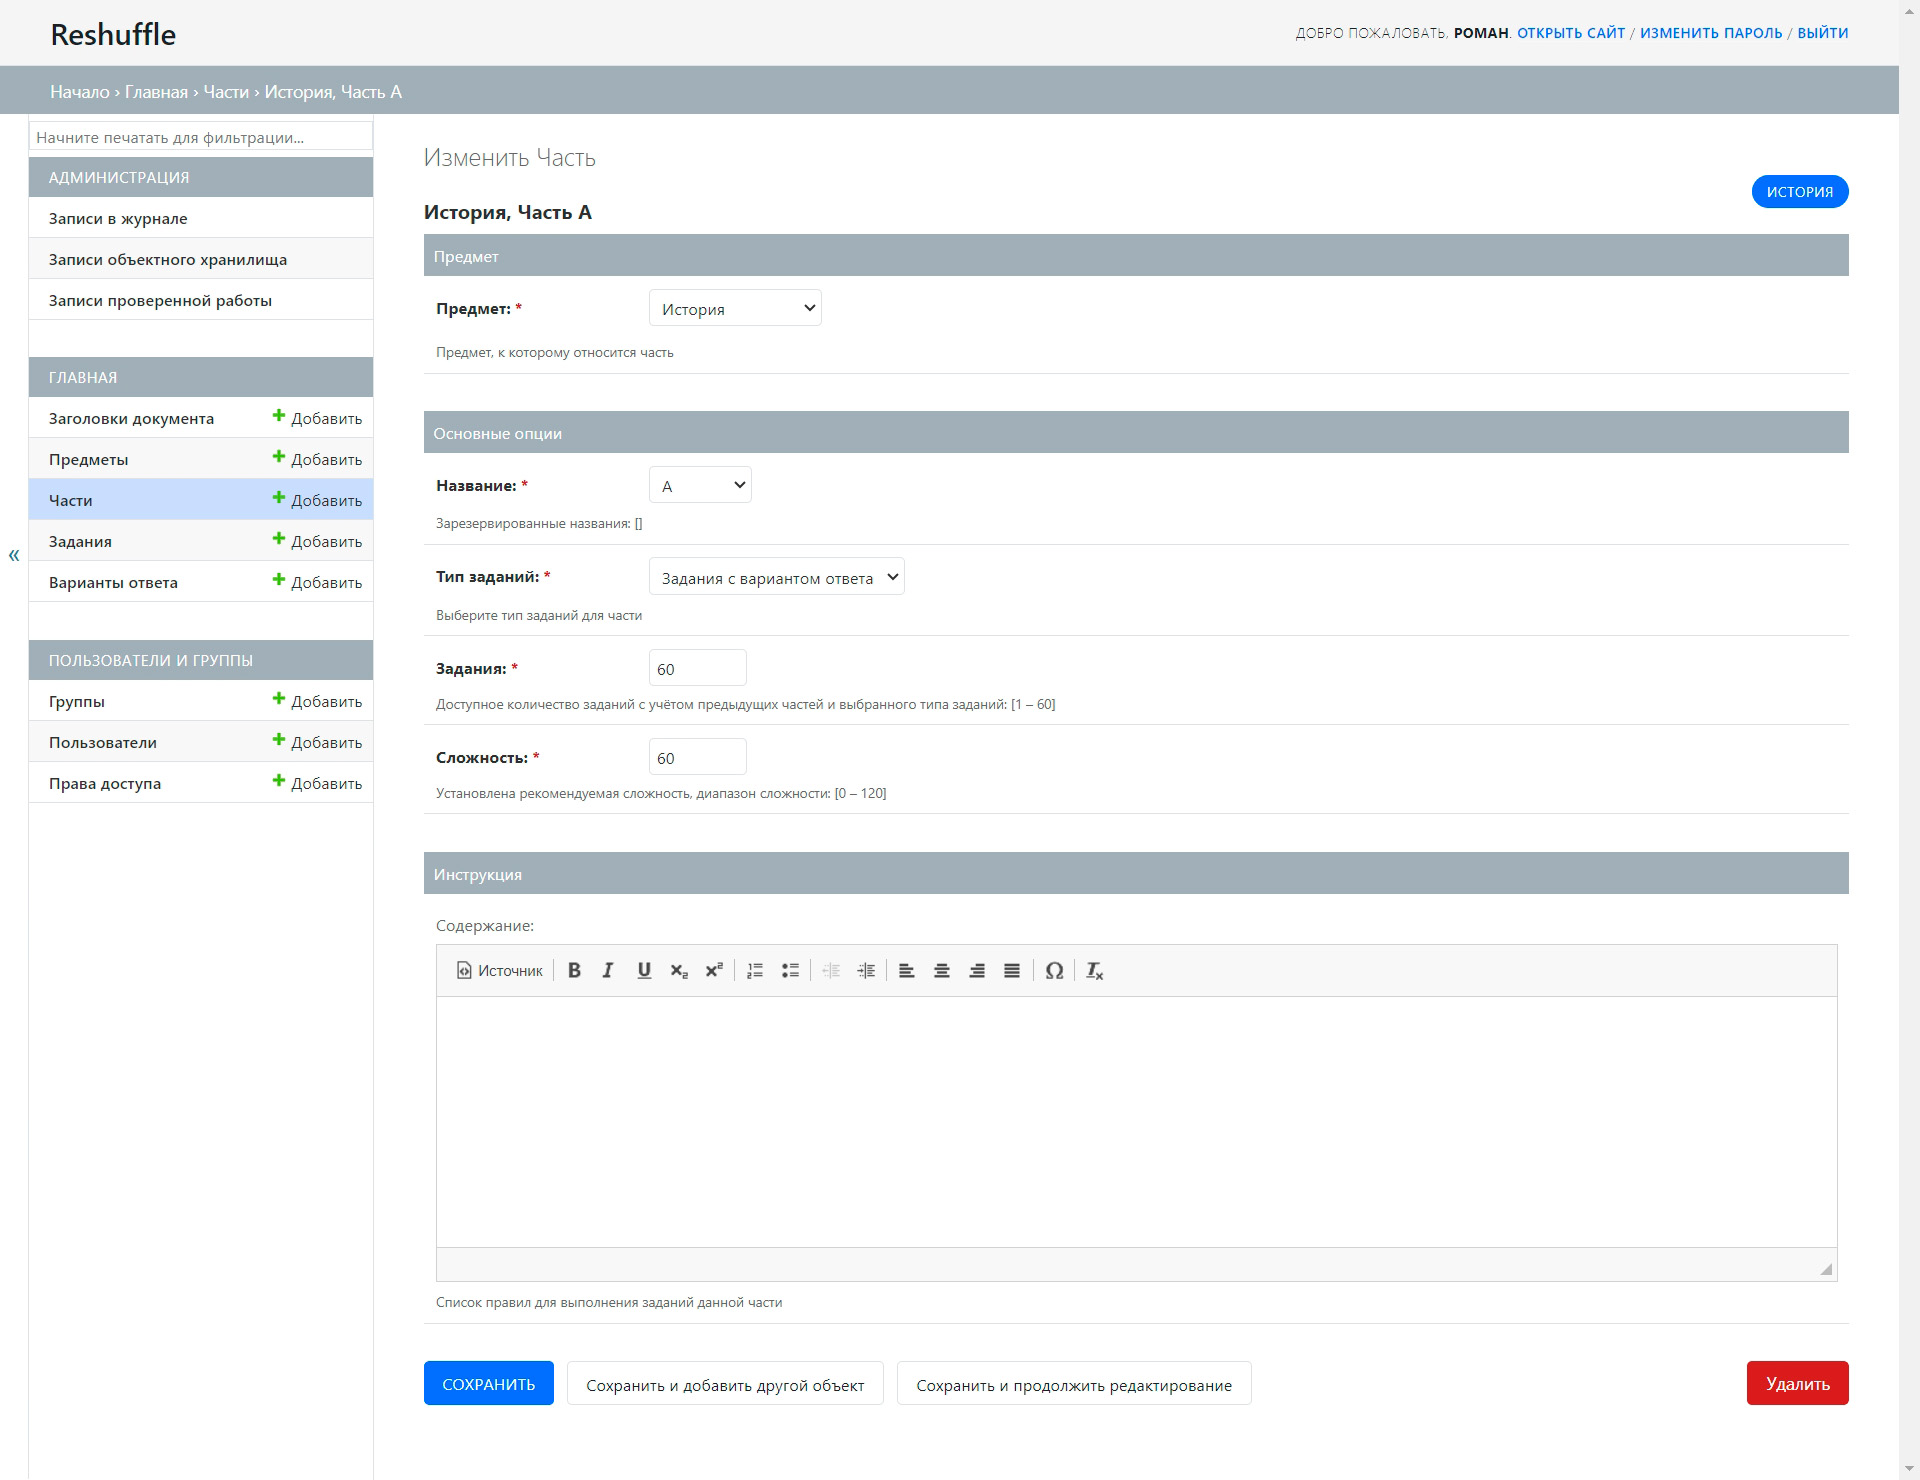 Reshuffle
ДОБРО ПОЖАЛОВАТЬ, РОМАН. ОТКРЫТЬ САЙТ / ИЗМЕНИТЬ ПАРОЛЬ / ВЫЙТИ
Начало › Главная › Части › История, Часть A
Начните печатать для фильтрации...
АДМИНИСТРАЦИЯ
Записи в журнале
Записи объектного хранилища
Записи проверенной работы
ГЛАВНАЯ
Заголовки документа Добавить
Предметы Добавить
Части Добавить
Задания Добавить
Варианты ответа Добавить
«
ПОЛЬЗОВАТЕЛИ И ГРУППЫ
Группы Добавить
Пользователи Добавить
Права доступа Добавить
Изменить Часть
ИСТОРИЯ
История, Часть A
Предмет
Предмет: * История
Предмет, к которому относится часть
Основные опции
Название: * A
Зарезервированные названия: []
Тип заданий: * Задания с вариантом ответа
Выберите тип заданий для части
Задания: * 60
Доступное количество заданий с учётом предыдущих частей и выбранного типа заданий: [1 – 60]
Сложность: * 60
Установлена рекомендуемая сложность, диапазон сложности: [0 – 120]
Инструкция
Содержание:
Источник
Список правил для выполнения заданий данной части
СОХРАНИТЬ Сохранить и добавить другой объект Сохранить и продолжить редактирование Удалить